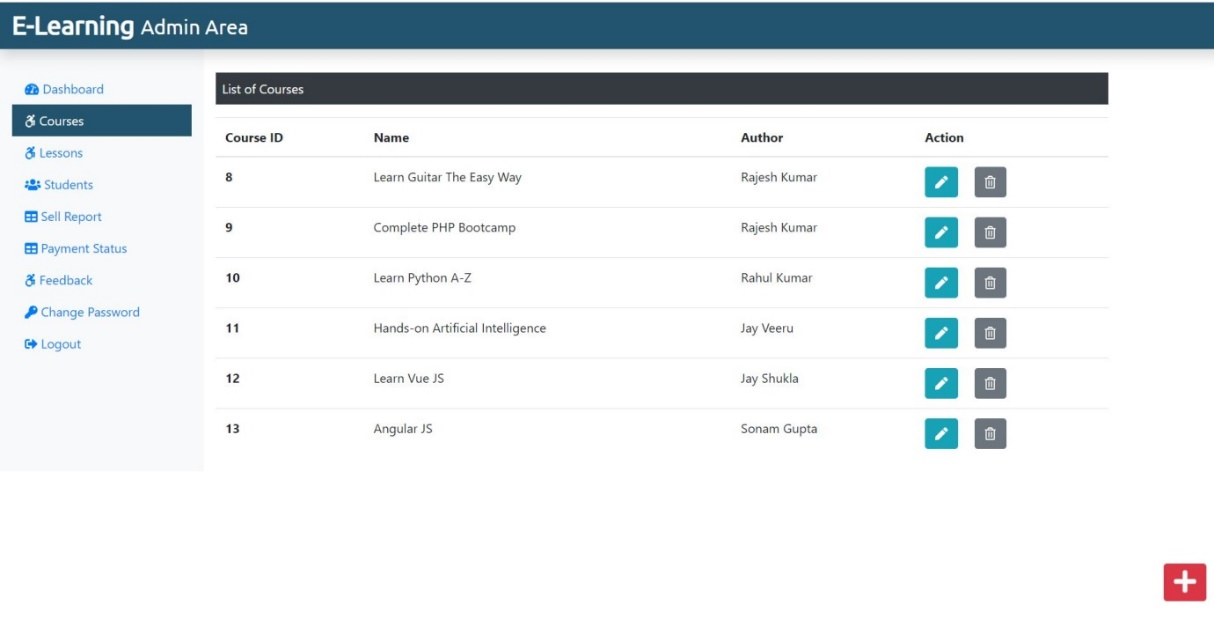 E-Learning Admin Area
Dashboard
Courses
Lessons
Students
Sell Report
Payment Status
Feedback
Change Password
Logout
List of Courses
Course ID Name Author Action
8 Learn Guitar The Easy Way Rajesh Kumar
9 Complete PHP Bootcamp Rajesh Kumar
10 Learn Python A-Z Rahul Kumar
11 Hands-on Artificial Intelligence Jay Veeru
12 Learn Vue JS Jay Shukla
13 Angular JS Sonam Gupta